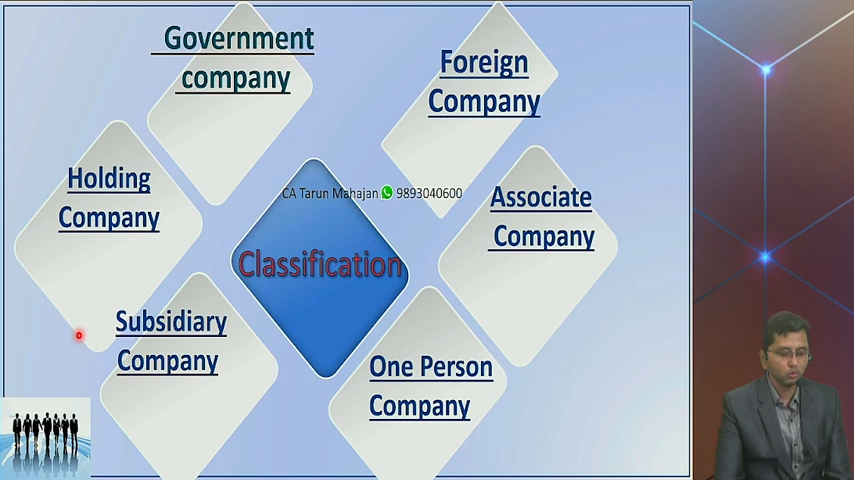 Government
company
Foreign
Company
Holding
Company
CA Tarun Mahajan 9893040600
Associate
Company
Classification
Subsidiary
Company
One Person
Company